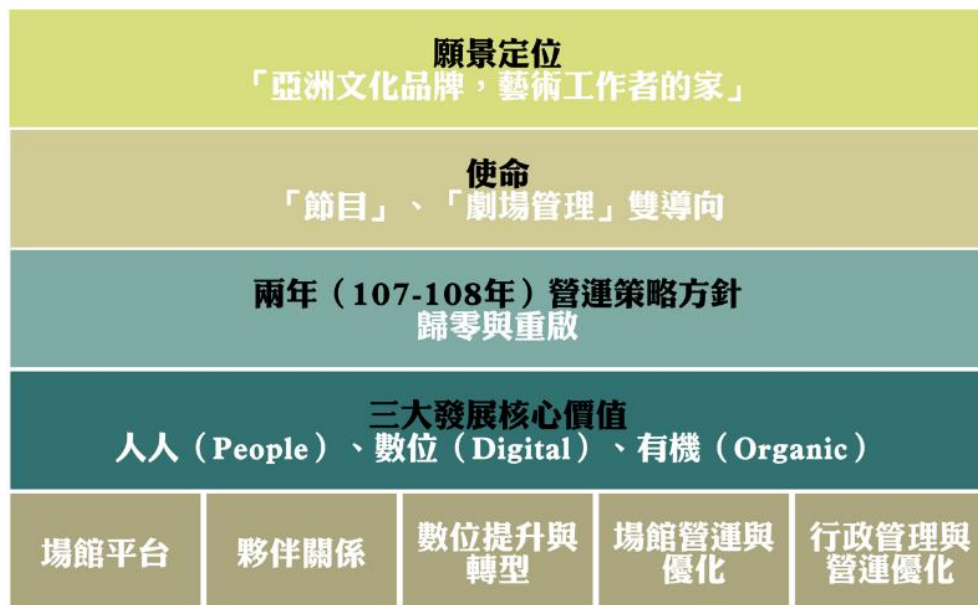 願景定位
「亞洲文化品牌，藝術工作者的家」
使命
「節目」、「劇場管理」雙導向
兩年（107-108年）營運策略方針
歸零與重啟
三大發展核心價值
人人（People）、數位（Digital）、有機（Organic）
場館平台
夥伴關係
數位提升與
轉型
場館營運與
優化
行政管理與
營運優化